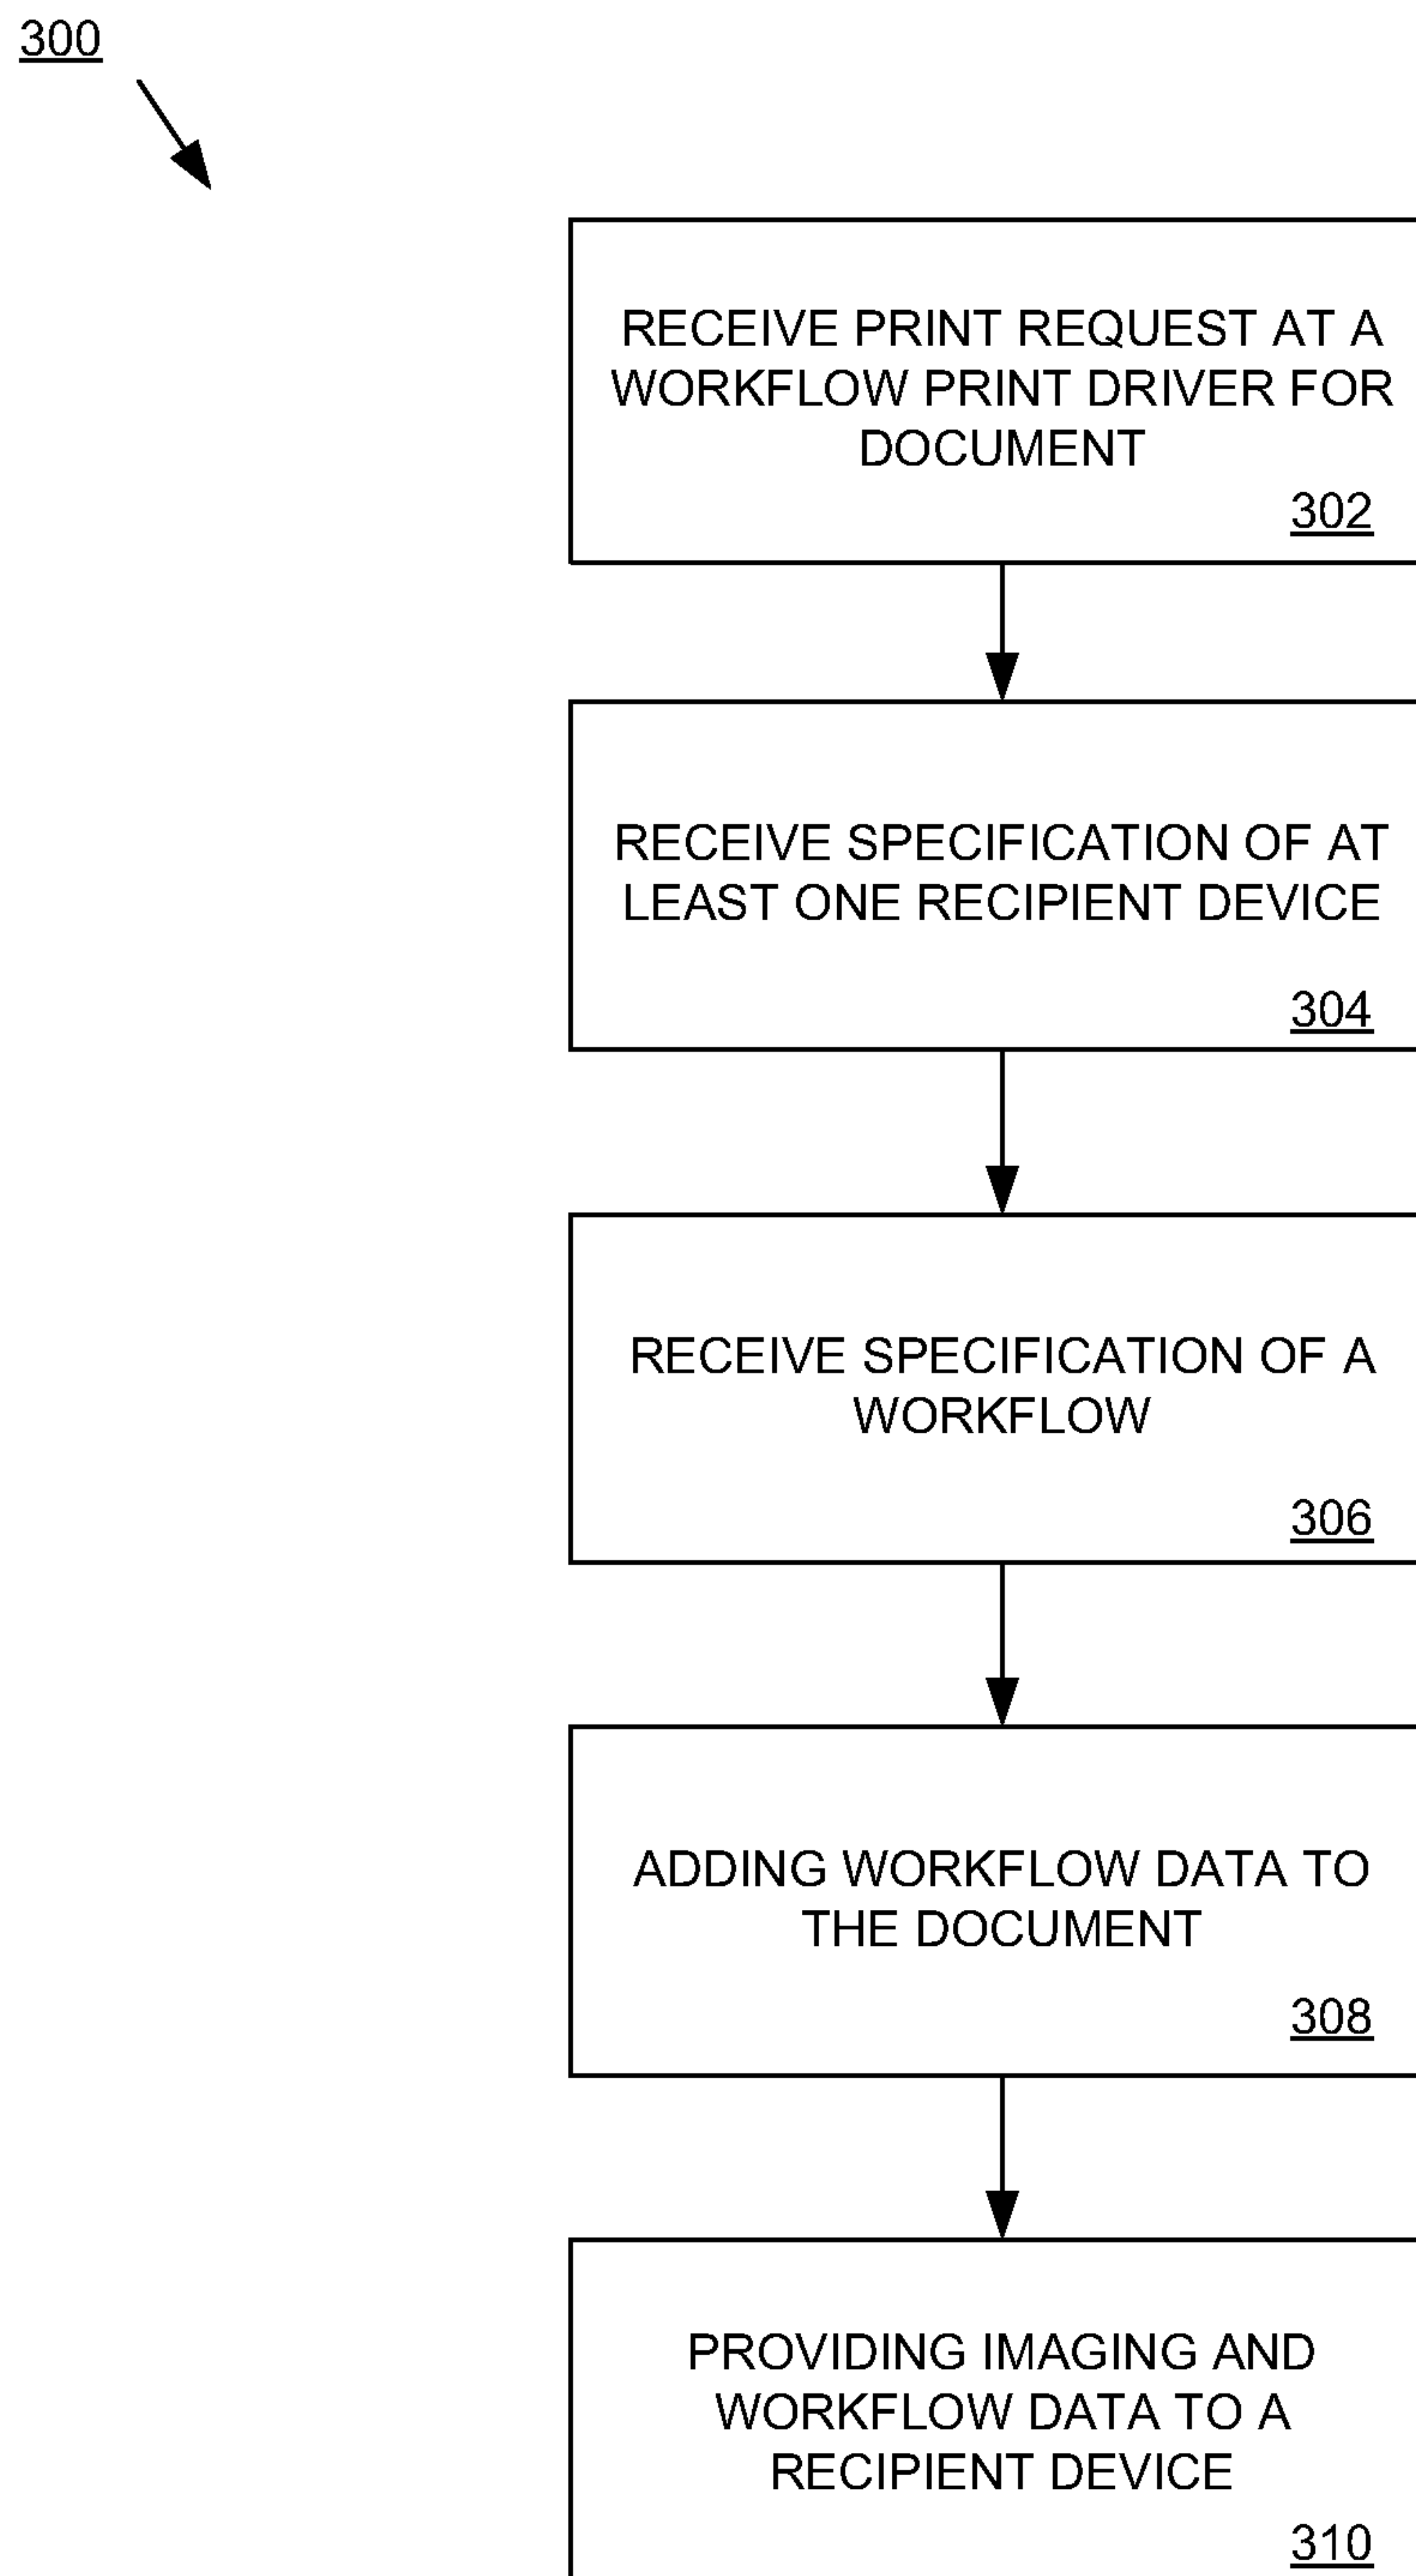 300
RECEIVE PRINT REQUEST AT A
WORKFLOW PRINT DRIVER FOR
DOCUMENT
302
RECEIVE SPECIFICATION OF AT
LEAST ONE RECIPIENT DEVICE
304
RECEIVE SPECIFICATION OF A
WORKFLOW
306
ADDING WORKFLOW DATA TO
THE DOCUMENT
308
PROVIDING IMAGING AND
WORKFLOW DATA TO A
RECIPIENT DEVICE
310